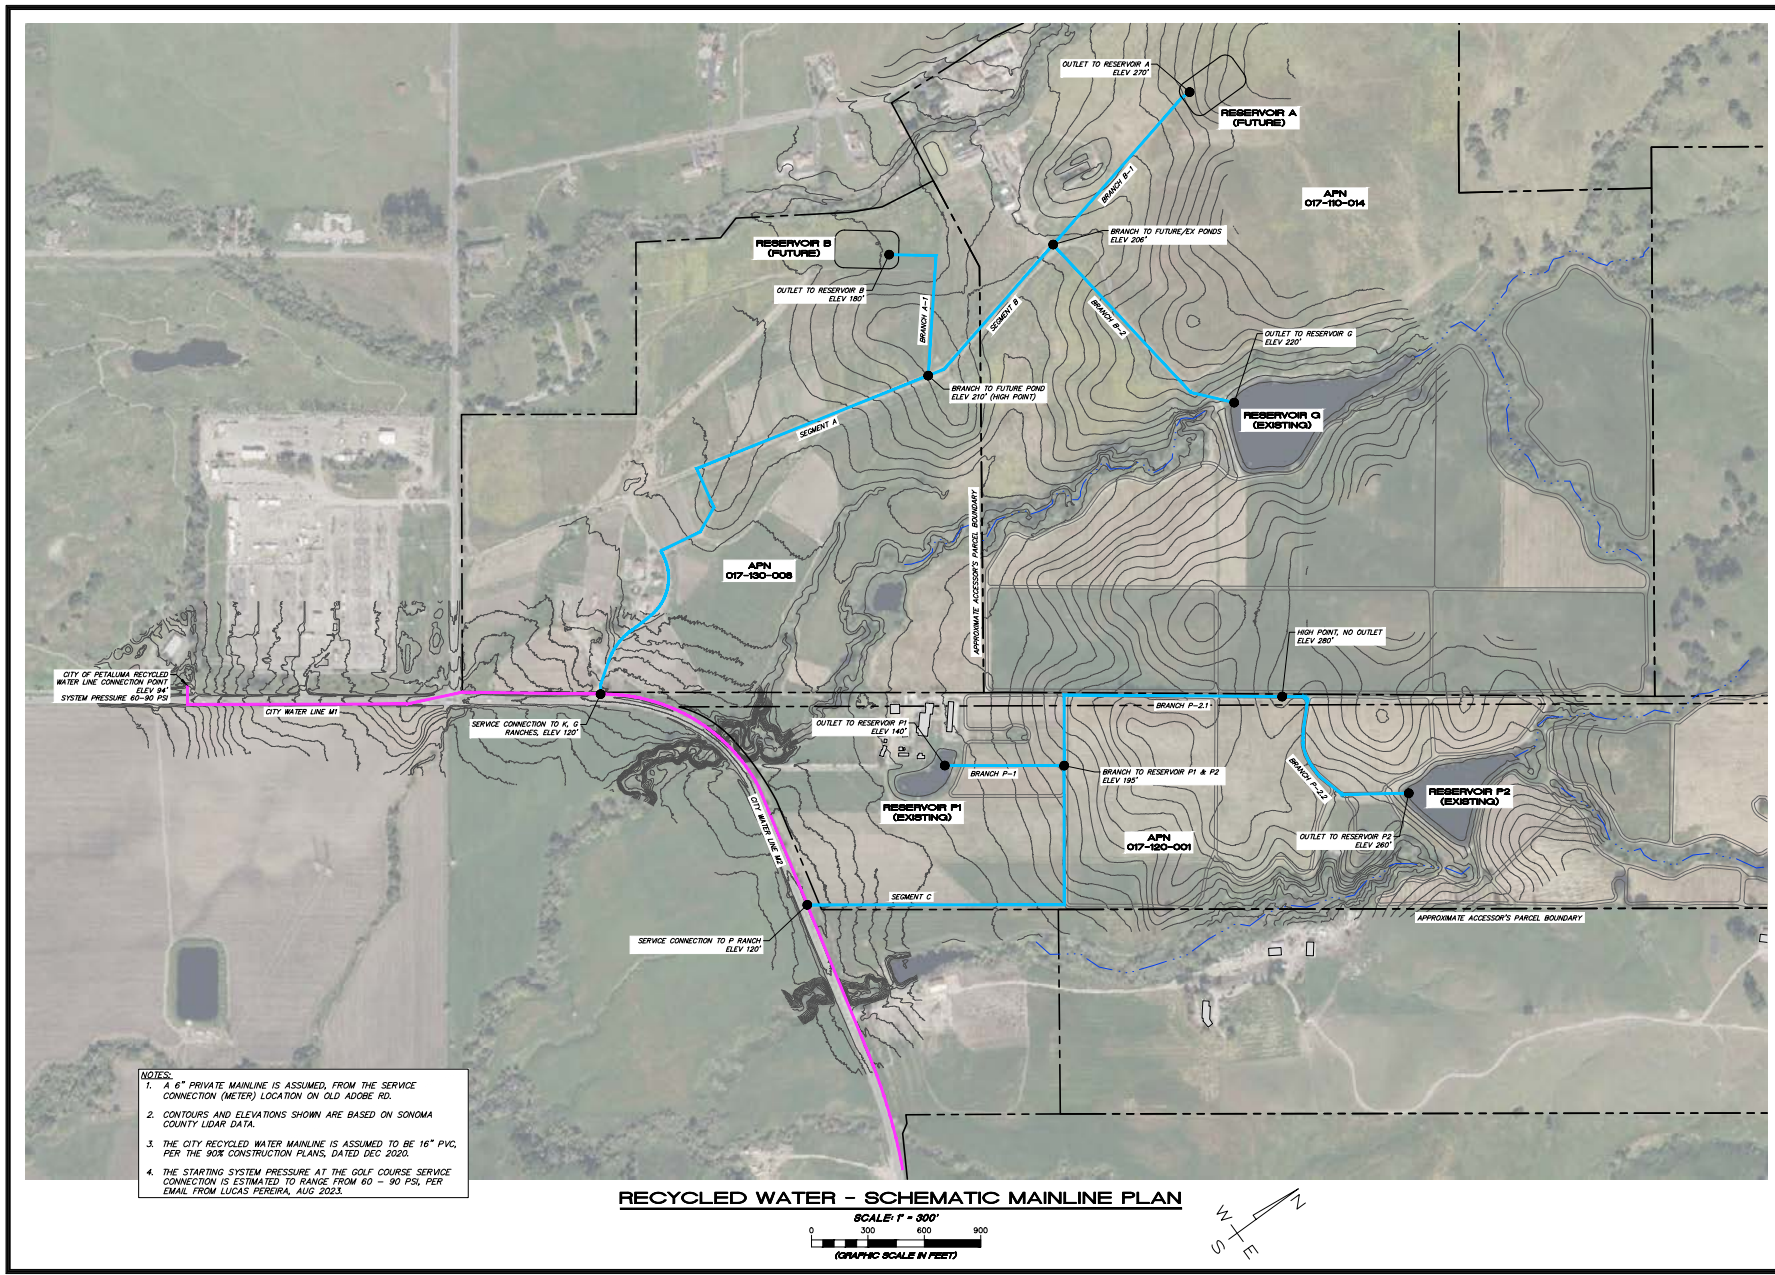 OUTLET TO RESERVOIR A
ELEV 270'
RESERVOIR A
(FUTURE)
BRANCH B-1
APN
017-110-014
BRANCH TO FUTURE/EX PONDS
ELEV 206'
RESERVOIR B
(FUTURE)
OUTLET TO RESERVOIR B
ELEV 180'
BRANCH A-1
SEGMENT B
BRANCH B-2
OUTLET TO RESERVOIR G
ELEV 220'
BRANCH TO FUTURE POND
ELEV 210' (HIGH POINT)
RESERVOIR G
(EXISTING)
SEGMENT A
APPROXIMATE ACCESSOR'S PARCEL BOUNDARY
APN
017-130-008
HIGH POINT, NO OUTLET
ELEV 280'
CITY OF PETALUMA RECYCLED
WATER LINE CONNECTION POINT
ELEV 94'
SYSTEM PRESSURE 60-90 PSI
CITY WATER LINE M1
SERVICE CONNECTION TO K, G
RANCHES, ELEV 120'
OUTLET TO RESERVOIR P1
ELEV 140'
BRANCH P-2.1
BRANCH P-1
BRANCH TO RESERVOIR P1 & P2
ELEV 195'
BRANCH P-2.2
RESERVOIR P1
(EXISTING)
RESERVOIR P2
(EXISTING)
CITY WATER LINE M2
APN
017-120-001
OUTLET TO RESERVOIR P2
ELEV 260'
SEGMENT C
APPROXIMATE ACCESSOR'S PARCEL BOUNDARY
SERVICE CONNECTION TO P RANCH
ELEV 120'
NOTES:
1. A 6" PRIVATE MAINLINE IS ASSUMED, FROM THE SERVICE
CONNECTION (METER) LOCATION ON OLD ADOBE RD.
2. CONTOURS AND ELEVATIONS SHOWN ARE BASED ON SONOMA
COUNTY LIDAR DATA.
3. THE CITY RECYCLED WATER MAINLINE IS ASSUMED TO BE 16" PVC,
PER THE 90% CONSTRUCTION PLANS, DATED DEC 2020.
4. THE STARTING SYSTEM PRESSURE AT THE GOLF COURSE SERVICE
CONNECTION IS ESTIMATED TO RANGE FROM 60 - 90 PSI, PER
EMAIL FROM LUCAS PEREIRA, AUG 2023.
RECYCLED WATER - SCHEMATIC MAINLINE PLAN
SCALE: 1" = 300'
0 300 600 900
(GRAPHIC SCALE IN FEET)
N
W
S
E